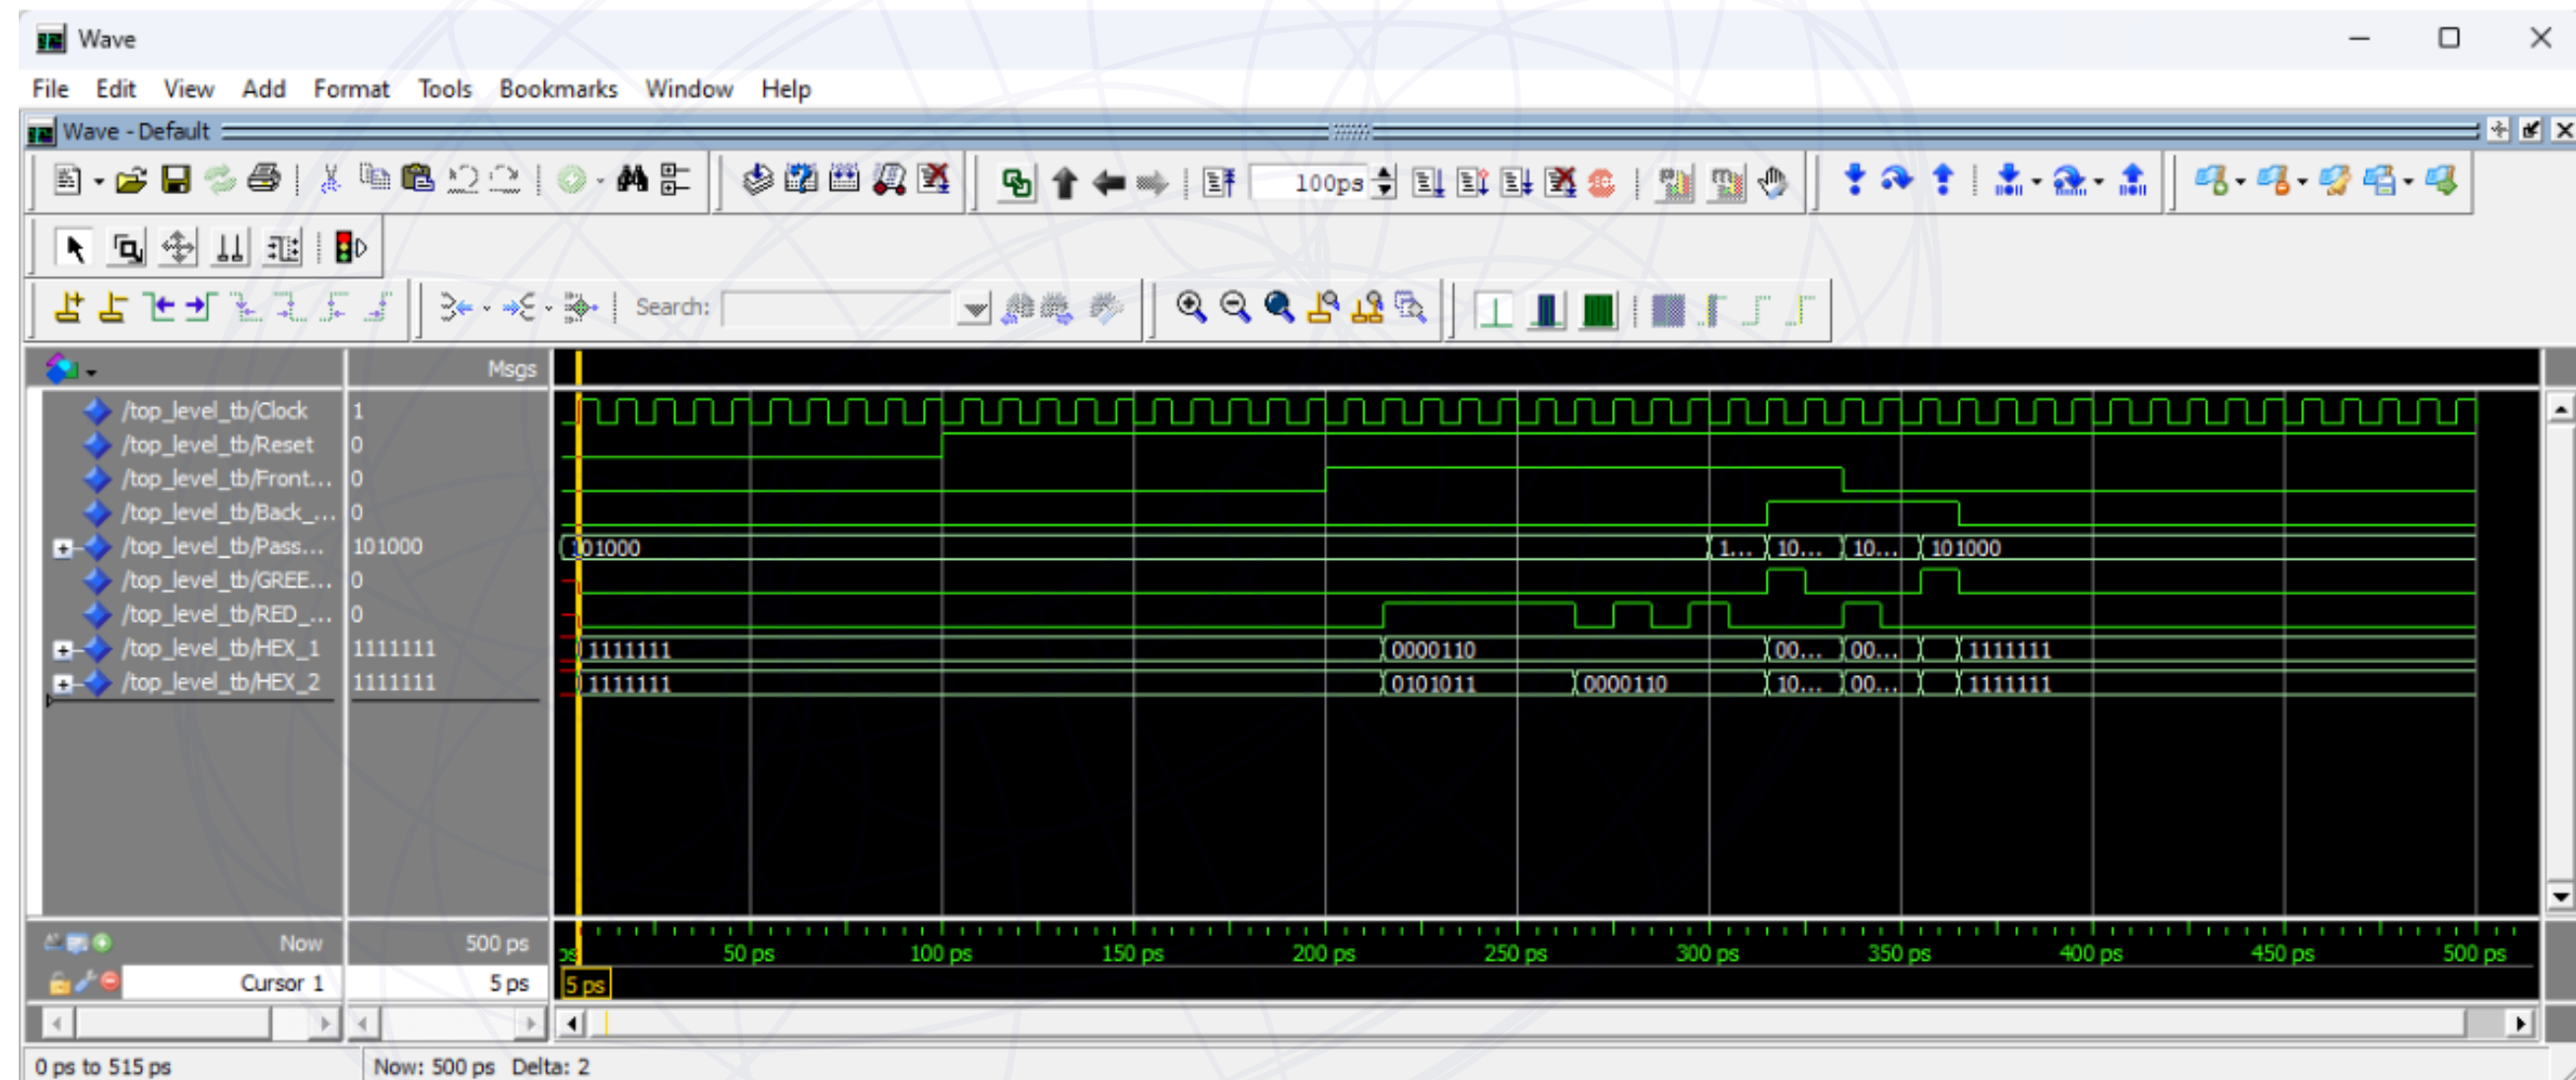 Wave
File Edit View Add Format Tools Bookmarks Window Help
Wave - Default
100ps
Search:
Msgs
/top_level_tb/Clock 1
/top_level_tb/Reset 0
/top_level_tb/Front... 0
/top_level_tb/Back_... 0
/top_level_tb/Pass... 101000 101000 1... 10... 10... 101000
/top_level_tb/GREE... 0
/top_level_tb/RED_... 0
/top_level_tb/HEX_1 1111111 1111111 0000110 00... 00... 1111111
/top_level_tb/HEX_2 1111111 1111111 0101011 0000110 10... 00... 1111111
Now 500 ps ps 50 ps 100 ps 150 ps 200 ps 250 ps 300 ps 350 ps 400 ps 450 ps 500 ps
Cursor 1 5 ps 5 ps
0 ps to 515 ps Now: 500 ps Delta: 2